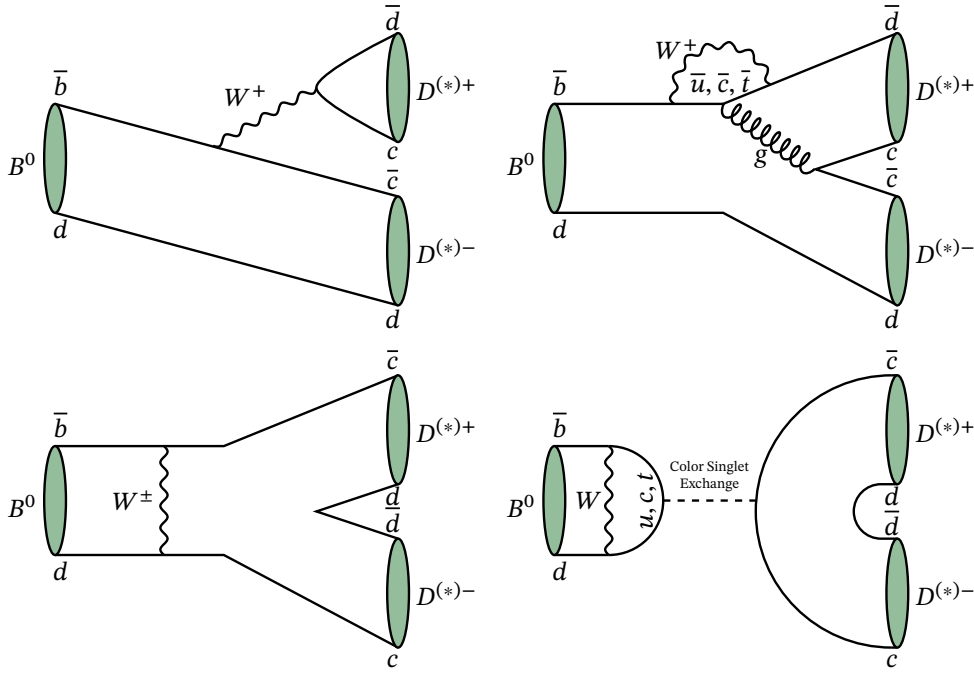 b̅
B⁰
d
W⁺
d̅
D⁽*⁾⁺
c
c̅
D⁽*⁾⁻
d
b̅
B⁰
d
W⁺
u̅, c̅, t̅
g
d̅
D⁽*⁾⁺
c
c̅
D⁽*⁾⁻
d
b̅
B⁰
d
W±
c̅
D⁽*⁾⁺
d
d̅
D⁽*⁾⁻
c
b̅
B⁰
d
W
u, c, t
Color Singlet
Exchange
c̅
D⁽*⁾⁺
d
d̅
D⁽*⁾⁻
c